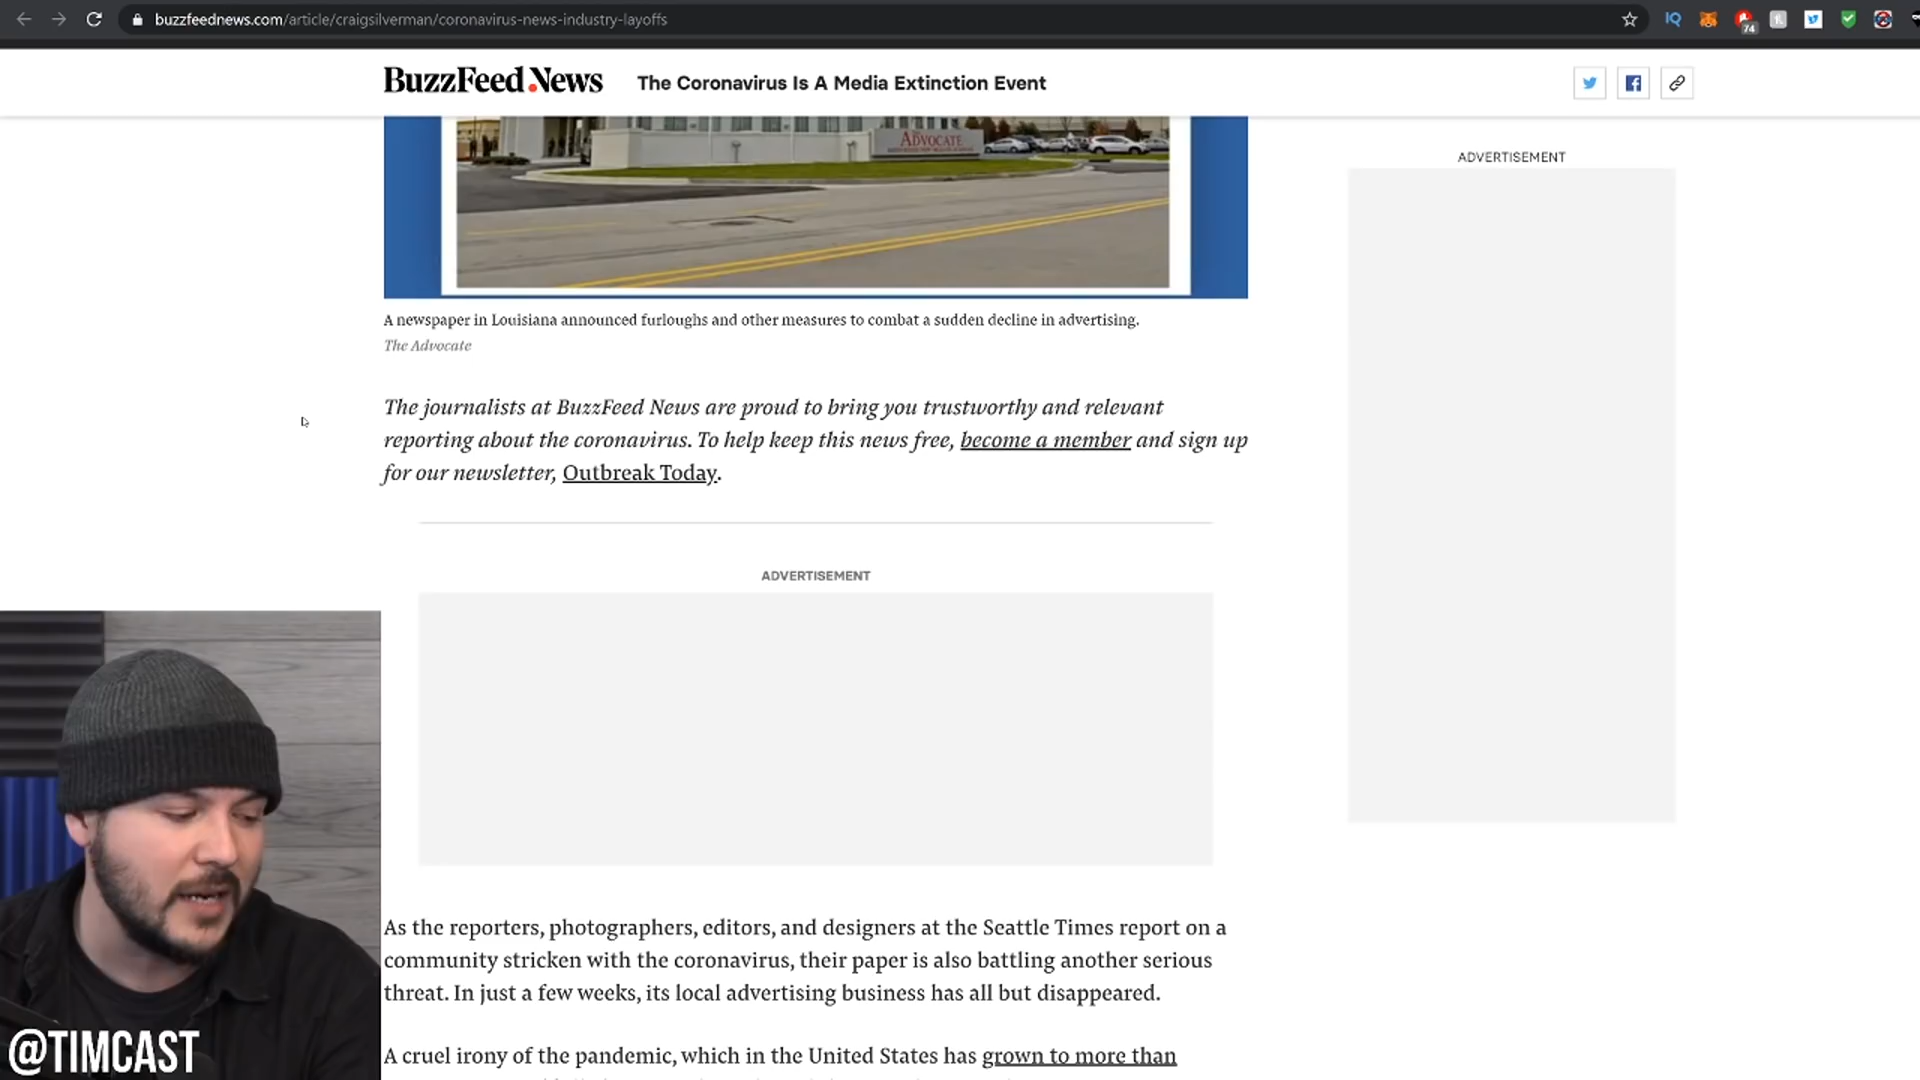 buzzfeednews.com/article/craigsilverman/coronavirus-news-industry-layoffs
IQ
74
BuzzFeed News
The Coronavirus Is A Media Extinction Event
ADVOCATE
ADVERTISEMENT
A newspaper in Louisiana announced furloughs and other measures to combat a sudden decline in advertising.
The Advocate
The journalists at BuzzFeed News are proud to bring you trustworthy and relevant
reporting about the coronavirus. To help keep this news free, become a member and sign up
for our newsletter, Outbreak Today.
ADVERTISEMENT
As the reporters, photographers, editors, and designers at the Seattle Times report on a
community stricken with the coronavirus, their paper is also battling another serious
threat. In just a few weeks, its local advertising business has all but disappeared.
A cruel irony of the pandemic, which in the United States has grown to more than
@TIMCAST